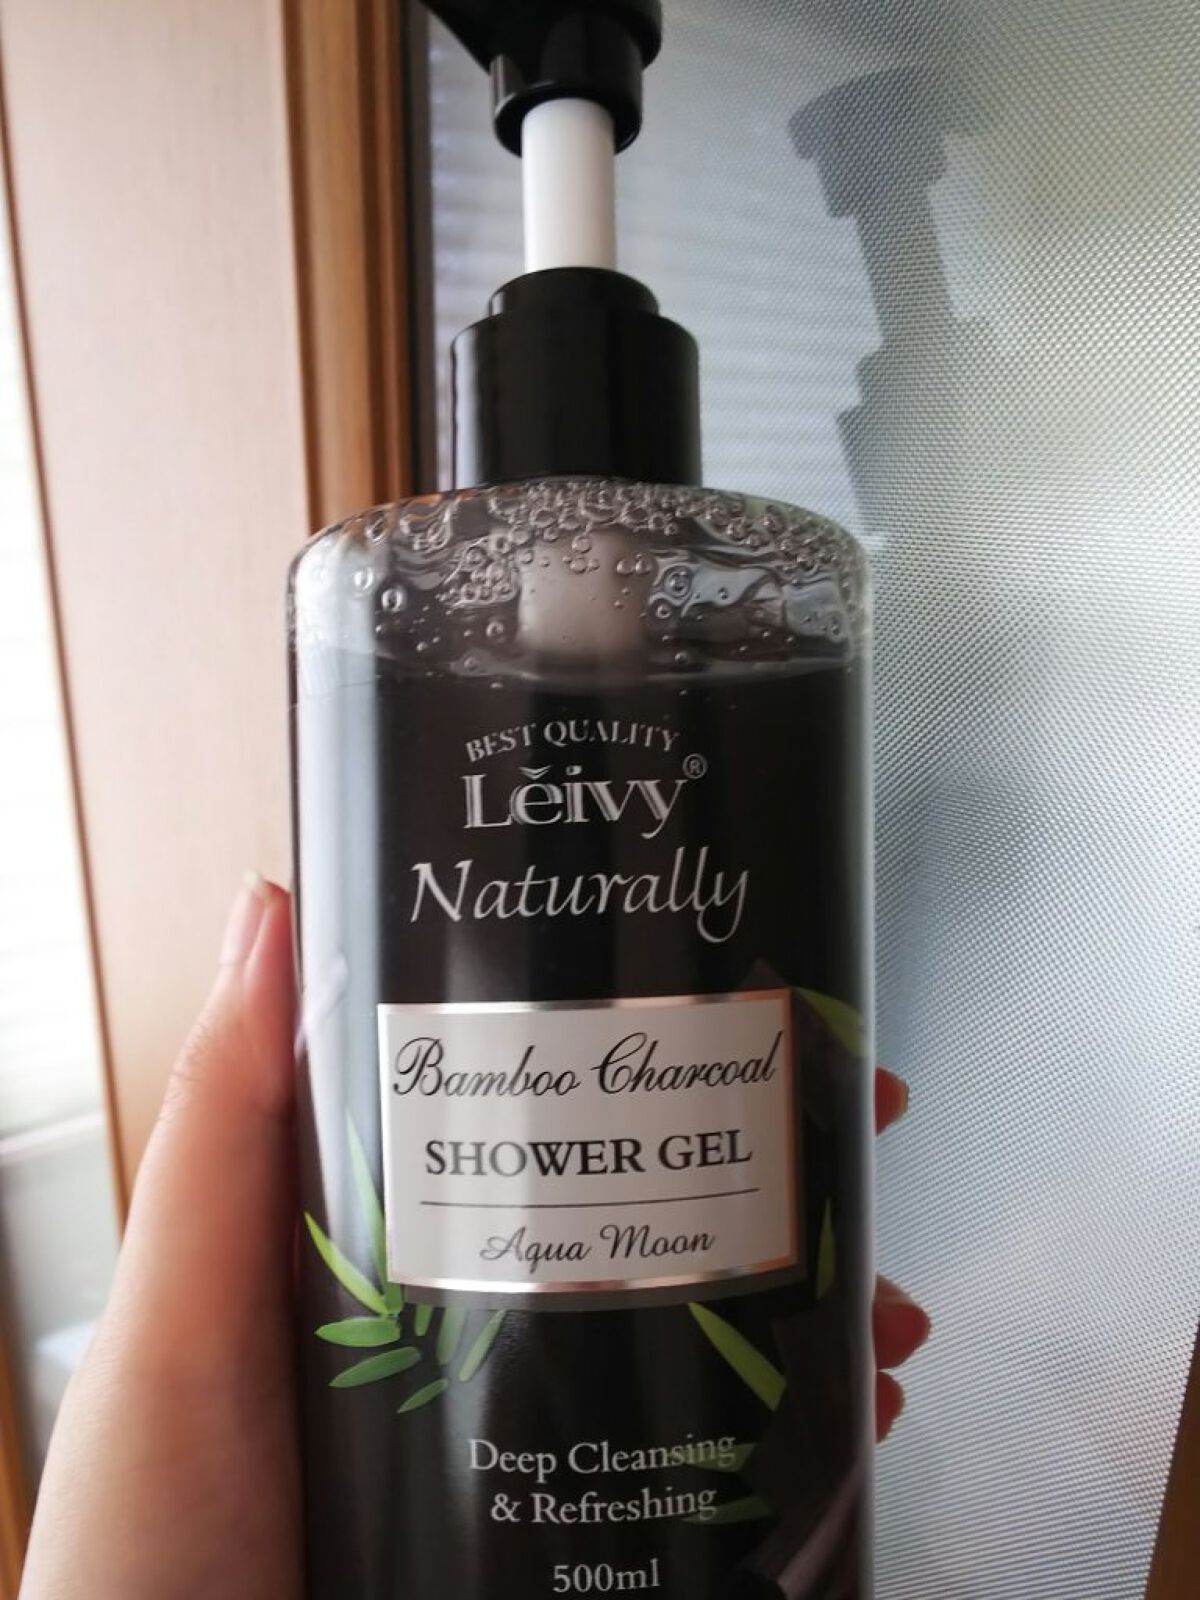 BEST QUALITY
Lěivy®
Naturally
Bamboo Charcoal
SHOWER GEL
Aqua Moon
Deep Cleansing
& Refreshing
500ml